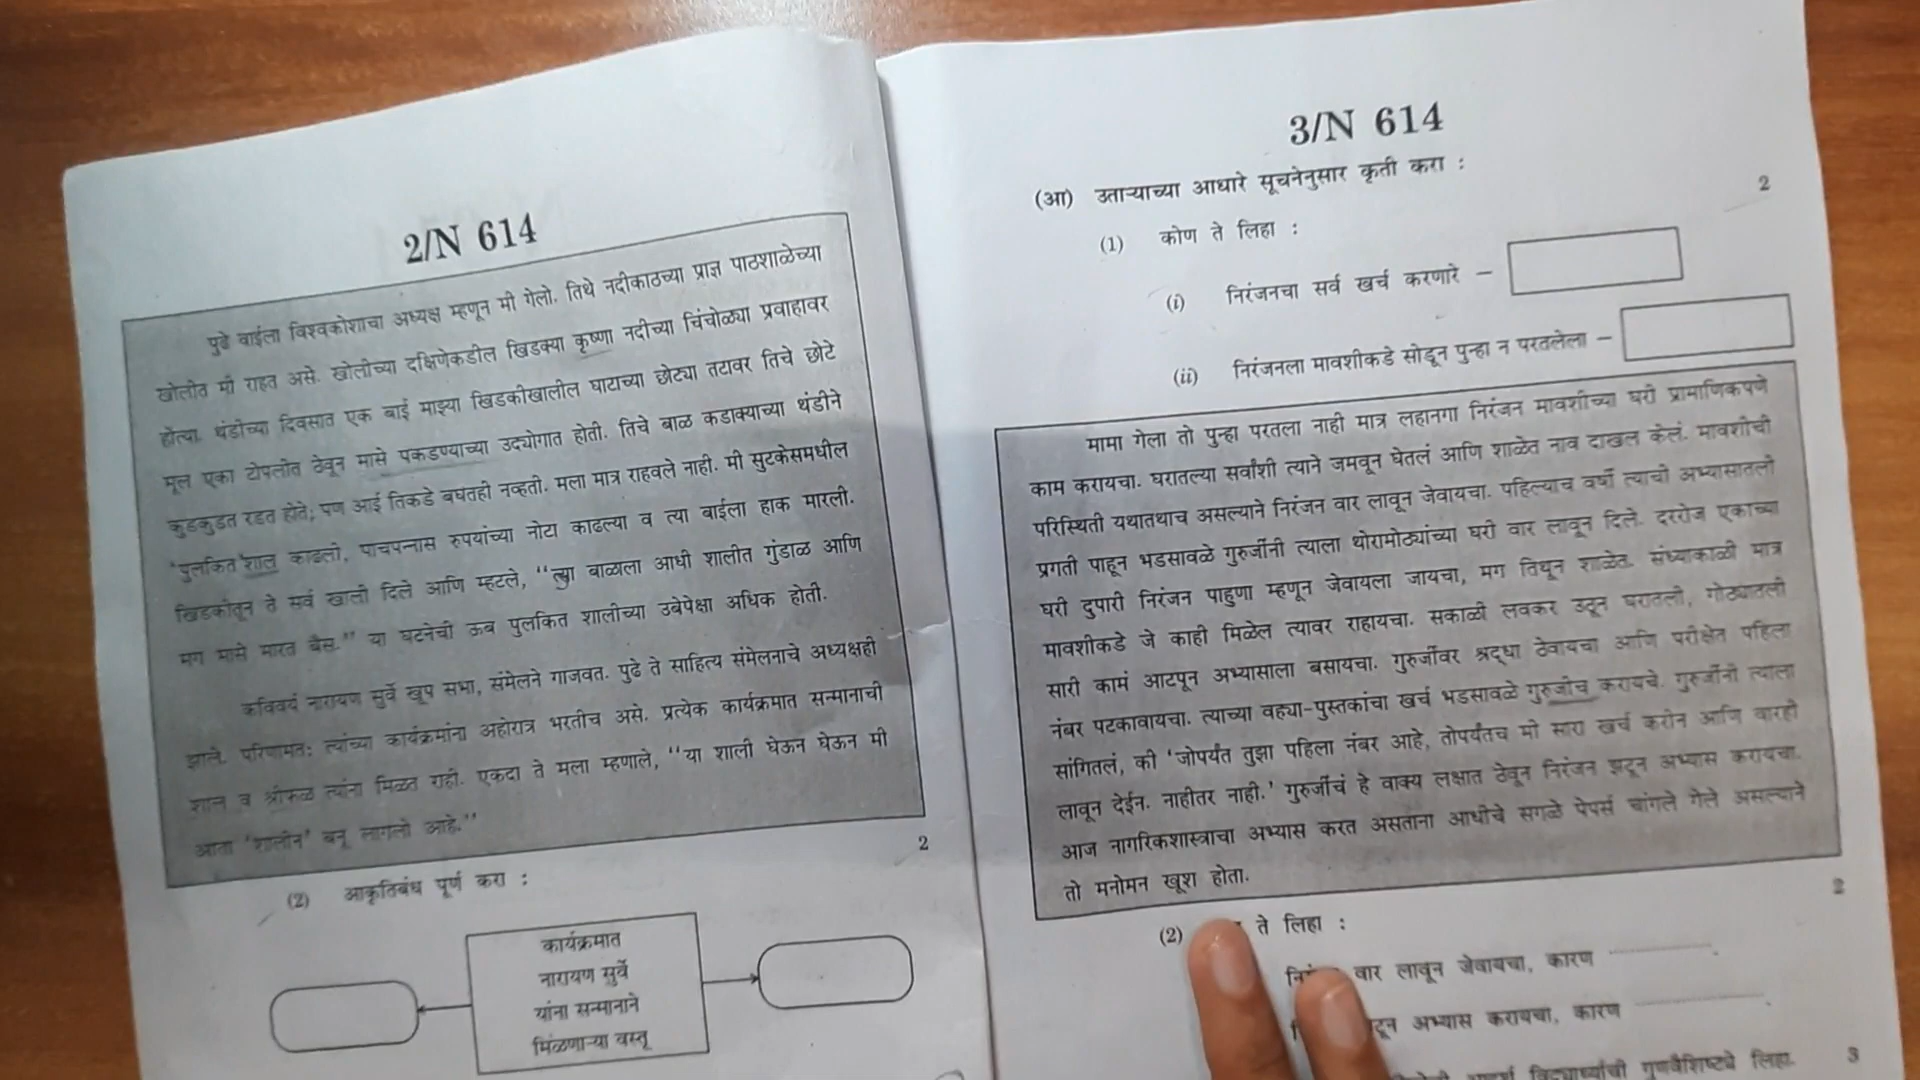 2/N 614
पुढे वाईला विश्वकोशाचा अध्यक्ष म्हणून मी गेलो. तिथे नदीकाठच्या प्राज्ञ पाठशाळेच्या
खोलीत मी राहत असे. खोलीच्या दक्षिणेकडील खिडक्या कृष्णा नदीच्या चिंचोळ्या प्रवाहावर
होत्या. थंडीच्या दिवसात एक बाई माझ्या खिडकीखालील घाटाच्या छोट्या तटावर तिचे छोटे
मूल एका टोपलीत ठेवून मासे पकडण्याच्या उद्योगात होती. तिचे बाळ कडाक्याच्या थंडीने
कुडकुडत रडत होते; पण आई तिकडे बघतही नव्हती. मला मात्र राहवले नाही. मी सुटकेसमधील
'पुलकित' शाल काढली, पाचपन्नास रुपयांच्या नोटा काढल्या व त्या बाईला हाक मारली.
खिडकीतून ते सर्व खाली दिले आणि म्हटले, "त्या बाळाला आधी शालीत गुंडाळ आणि
मग मासे मारत बैस." या घटनेची ऊब पुलकित शालीच्या उबेपेक्षा अधिक होती.
कविवर्य नारायण सुर्वे खूप सभा, संमेलने गाजवत. पुढे ते साहित्य संमेलनाचे अध्यक्षही
झाले. परिणामतः त्यांच्या कार्यक्रमांना अहोरात्र भरतीच असे. प्रत्येक कार्यक्रमात सन्मानाची
शाल व श्रीफळ त्यांना मिळत राही. एकदा ते मला म्हणाले, "या शाली घेऊन घेऊन मी
आता 'शालीन' बनू लागलो आहे."
(2) आकृतिबंध पूर्ण करा : 2
कार्यक्रमात
नारायण सुर्वे
यांना सन्मानाने
मिळणाऱ्या वस्तू
3/N 614
(आ) उताऱ्याच्या आधारे सूचनेनुसार कृती करा :
(1) कोण ते लिहा : 2
(i) निरंजनचा सर्व खर्च करणारे –
(ii) निरंजनला मावशीकडे सोडून पुन्हा न परतलेला –
मामा गेला तो पुन्हा परतला नाही मात्र लहानगा निरंजन मावशीच्या घरी प्रामाणिकपणे
काम करायचा. घरातल्या सर्वांशी त्याने जमवून घेतलं आणि शाळेत नाव दाखल केलं. मावशीची
परिस्थिती यथातथाच असल्याने निरंजन वार लावून जेवायचा. पहिल्याच वर्षी त्याची अभ्यासातली
प्रगती पाहून भडसावळे गुरुजींनी त्याला थोरामोठ्यांच्या घरी वार लावून दिले. दररोज एकाच्या
घरी दुपारी निरंजन पाहुणा म्हणून जेवायला जायचा, मग तिथून शाळेत. संध्याकाळी मात्र
मावशीकडे जे काही मिळेल त्यावर राहायचा. सकाळी लवकर उठून घरातली, गोठ्यातली
सारी कामं आटपून अभ्यासाला बसायचा. गुरुजींवर श्रद्धा ठेवायचा आणि परीक्षेत पहिला
नंबर पटकावायचा. त्याच्या वह्या-पुस्तकांचा खर्च भडसावळे गुरुजीच करायचे. गुरुजींनी त्याला
सांगितलं, की 'जोपर्यंत तुझा पहिला नंबर आहे, तोपर्यंतच मी सारा खर्च करीन आणि वारही
लावून देईन. नाहीतर नाही.' गुरुजींचं हे वाक्य लक्षात ठेवून निरंजन झटून अभ्यास करायचा.
आज नागरिकशास्त्राचा अभ्यास करत असताना आधीचे सगळे पेपर्स चांगले गेले असल्याने
तो मनोमन खूश होता.
(2) ते लिहा : 2
वार लावून जेवायचा, कारण
अभ्यास करायचा, कारण
आदर्श विद्यार्थ्याची गुणवैशिष्ट्ये लिहा. 3